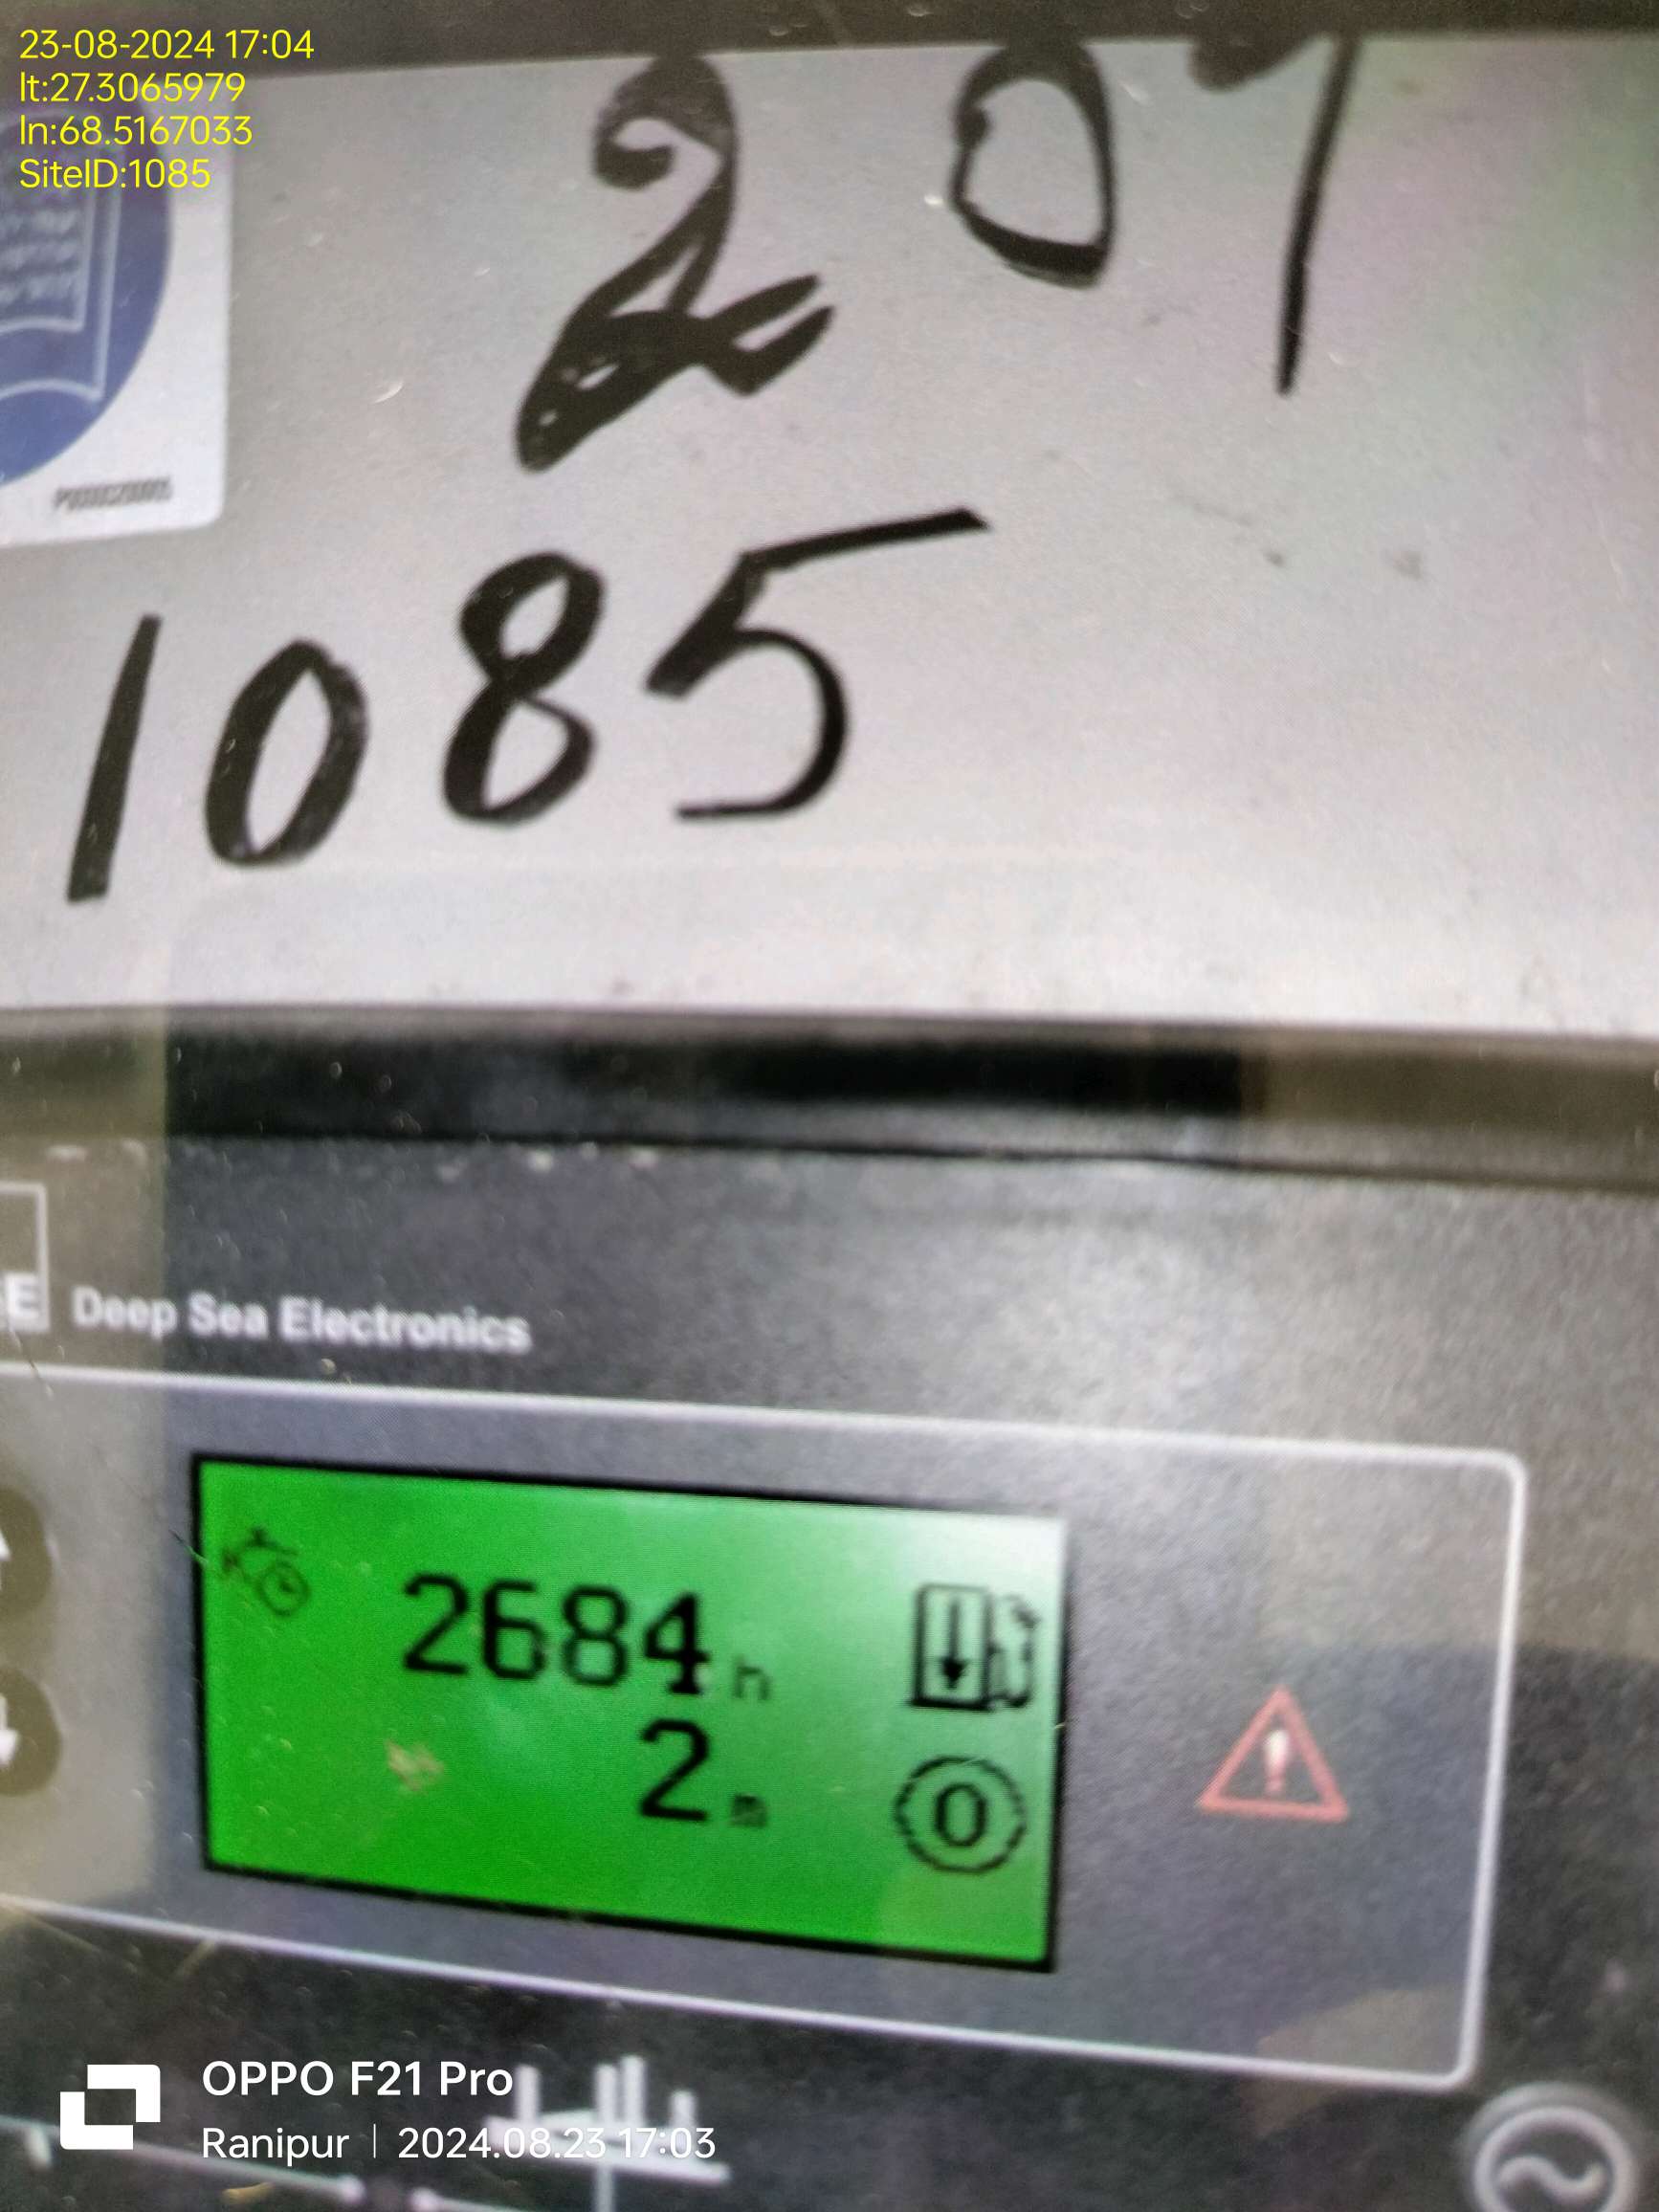 23-08-2024 17:04
lt:27.3065979
ln:68.5167033
SiteID:1085
1085
E Deep Sea Electronics
2684 h
2 m
0
OPPO F21 Pro
Ranipur | 2024.08.23 17:03